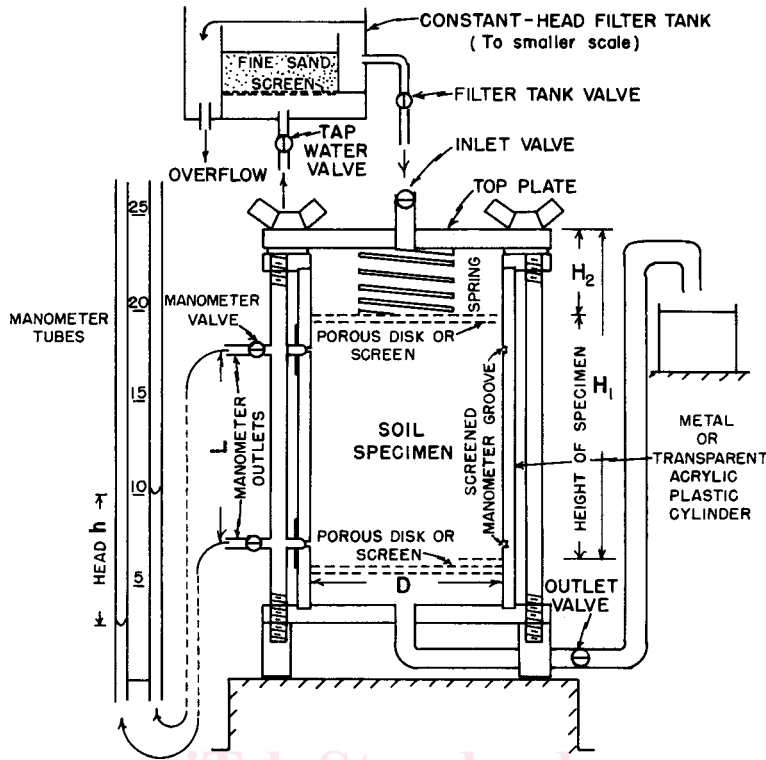 CONSTANT-HEAD FILTER TANK
(To smaller scale)
FINE SAND
SCREEN
FILTER TANK VALVE
TAP
WATER
VALVE
INLET VALVE
OVERFLOW
TOP PLATE
25
20
15
10
5
MANOMETER
TUBES
MANOMETER
VALVE
SPRING
H2
H1
POROUS DISK OR
SCREEN
L
MANOMETER
OUTLETS
SOIL
SPECIMEN
SCREENED
MANOMETER GROOVE
HEIGHT OF SPECIMEN
METAL
OR
TRANSPARENT
ACRYLIC
PLASTIC
CYLINDER
HEAD h
POROUS DISK OR
SCREEN
D
OUTLET
VALVE